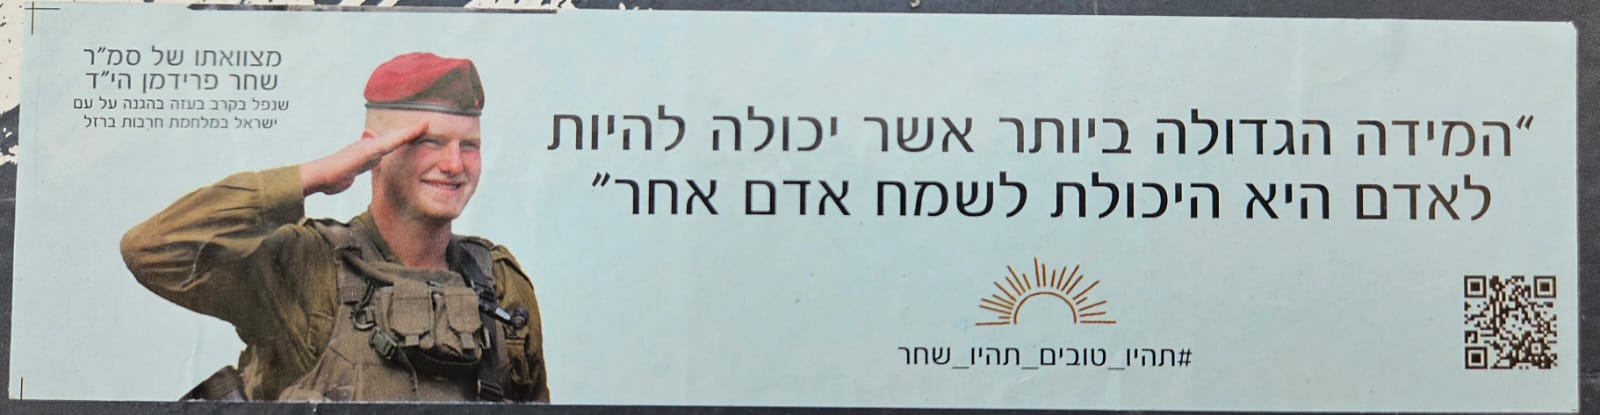 מצוואתו של סמ״ר
שחר פרידמן הי״ד
שנפל בקרב בעזה בהגנה על עם
ישראל במלחמת חרבות ברזל
״המידה הגדולה ביותר אשר יכולה להיות
לאדם היא היכולת לשמח אדם אחר״
#תהיו_טובים_תהיו_שחר